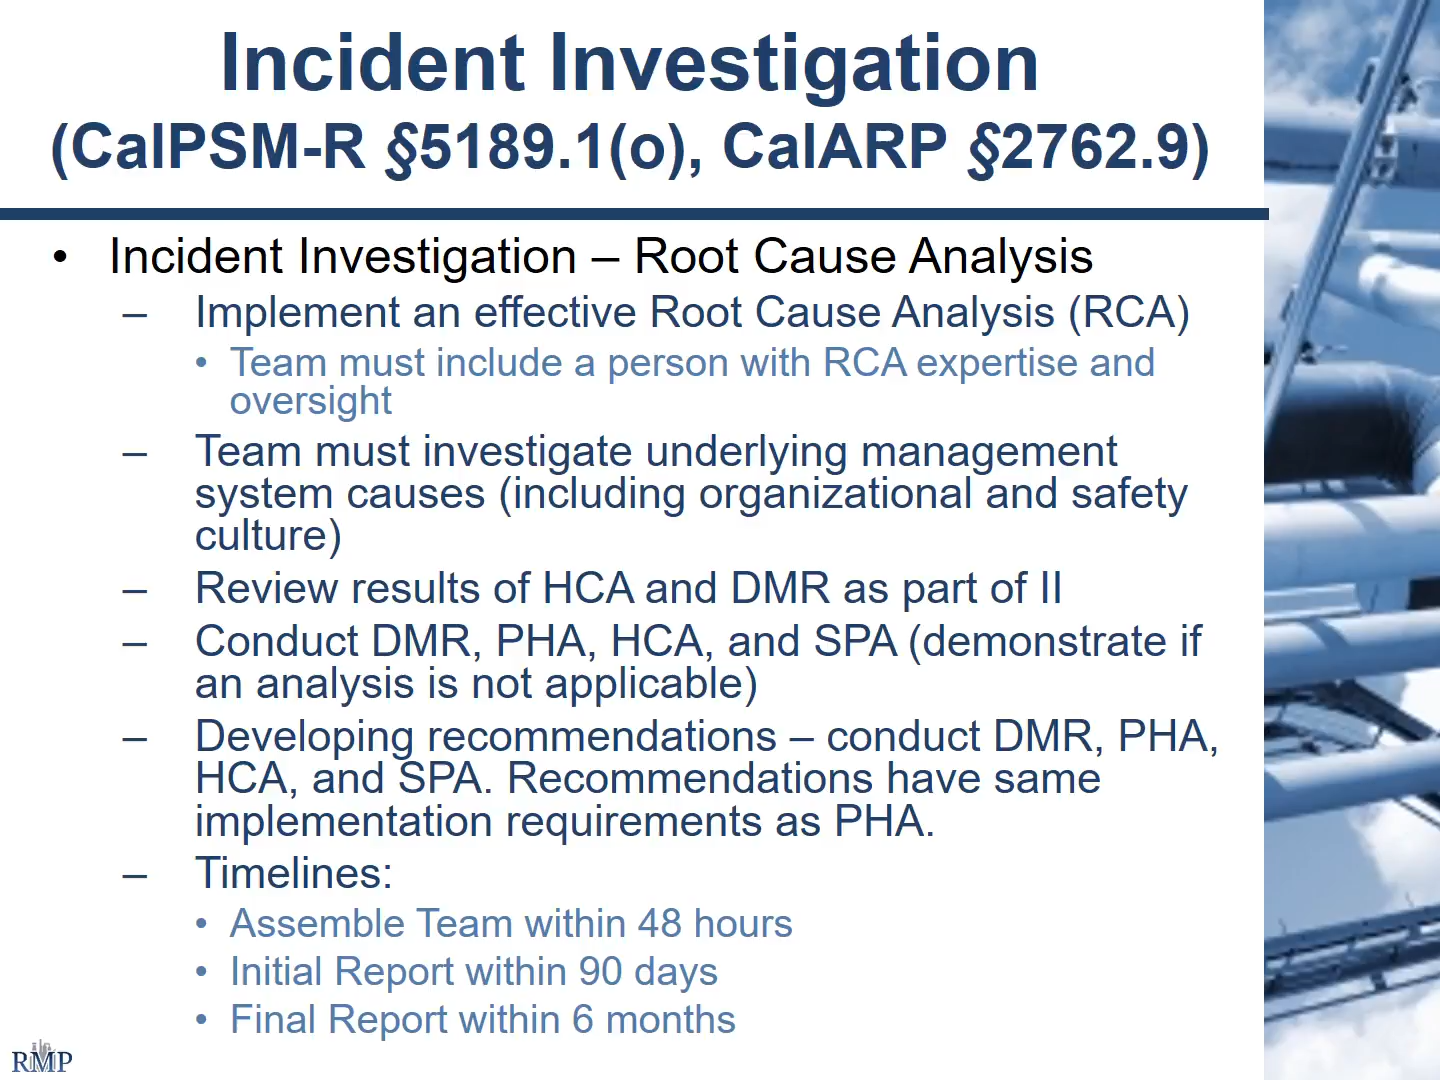 Incident Investigation
(CalPSM-R §5189.1(o), CalARP §2762.9)
• Incident Investigation – Root Cause Analysis
– Implement an effective Root Cause Analysis (RCA)
• Team must include a person with RCA expertise and
oversight
– Team must investigate underlying management
system causes (including organizational and safety
culture)
– Review results of HCA and DMR as part of II
– Conduct DMR, PHA, HCA, and SPA (demonstrate if
an analysis is not applicable)
– Developing recommendations – conduct DMR, PHA,
HCA, and SPA. Recommendations have same
implementation requirements as PHA.
– Timelines:
• Assemble Team within 48 hours
• Initial Report within 90 days
• Final Report within 6 months
RMP